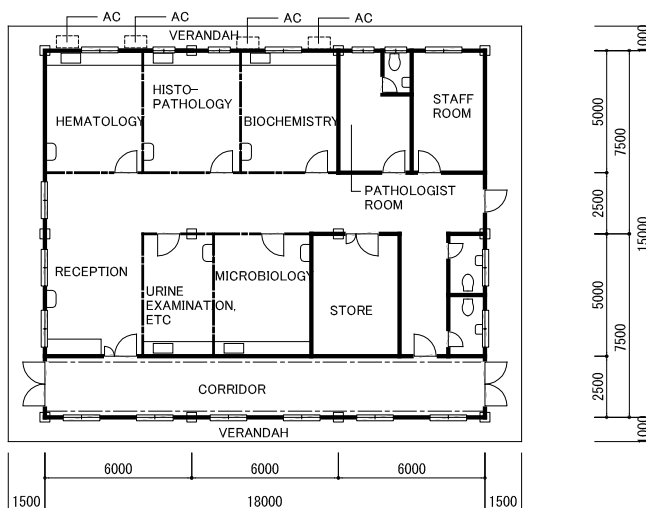 AC
AC
AC
AC
VERANDAH
HEMATOLOGY
HISTO-
PATHOLOGY
BIOCHEMISTRY
STAFF
ROOM
PATHOLOGIST
ROOM
RECEPTION
URINE
EXAMINATION,
ETC
MICROBIOLOGY
STORE
CORRIDOR
VERANDAH
1000
5000
7500
2500
15000
5000
7500
2500
1000
6000
6000
6000
1500
18000
1500